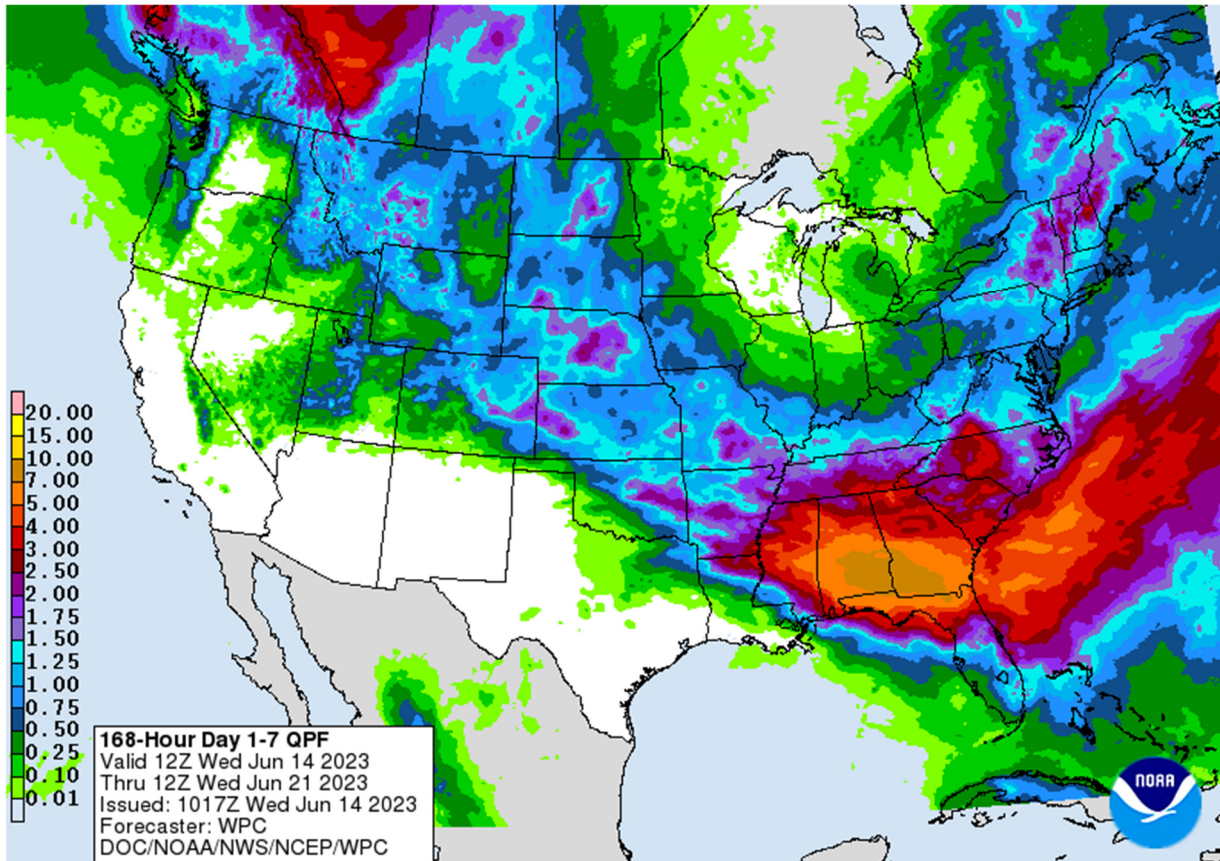 20.00
15.00
10.00
7.00
5.00
4.00
3.00
2.50
2.00
1.75
1.50
1.25
1.00
0.75
0.50
0.25
0.10
0.01
168-Hour Day 1-7 QPF
Valid 12Z Wed Jun 14 2023
Thru 12Z Wed Jun 21 2023
Issued: 1017Z Wed Jun 14 2023
Forecaster: WPC
DOC/NOAA/NWS/NCEP/WPC
NOAA